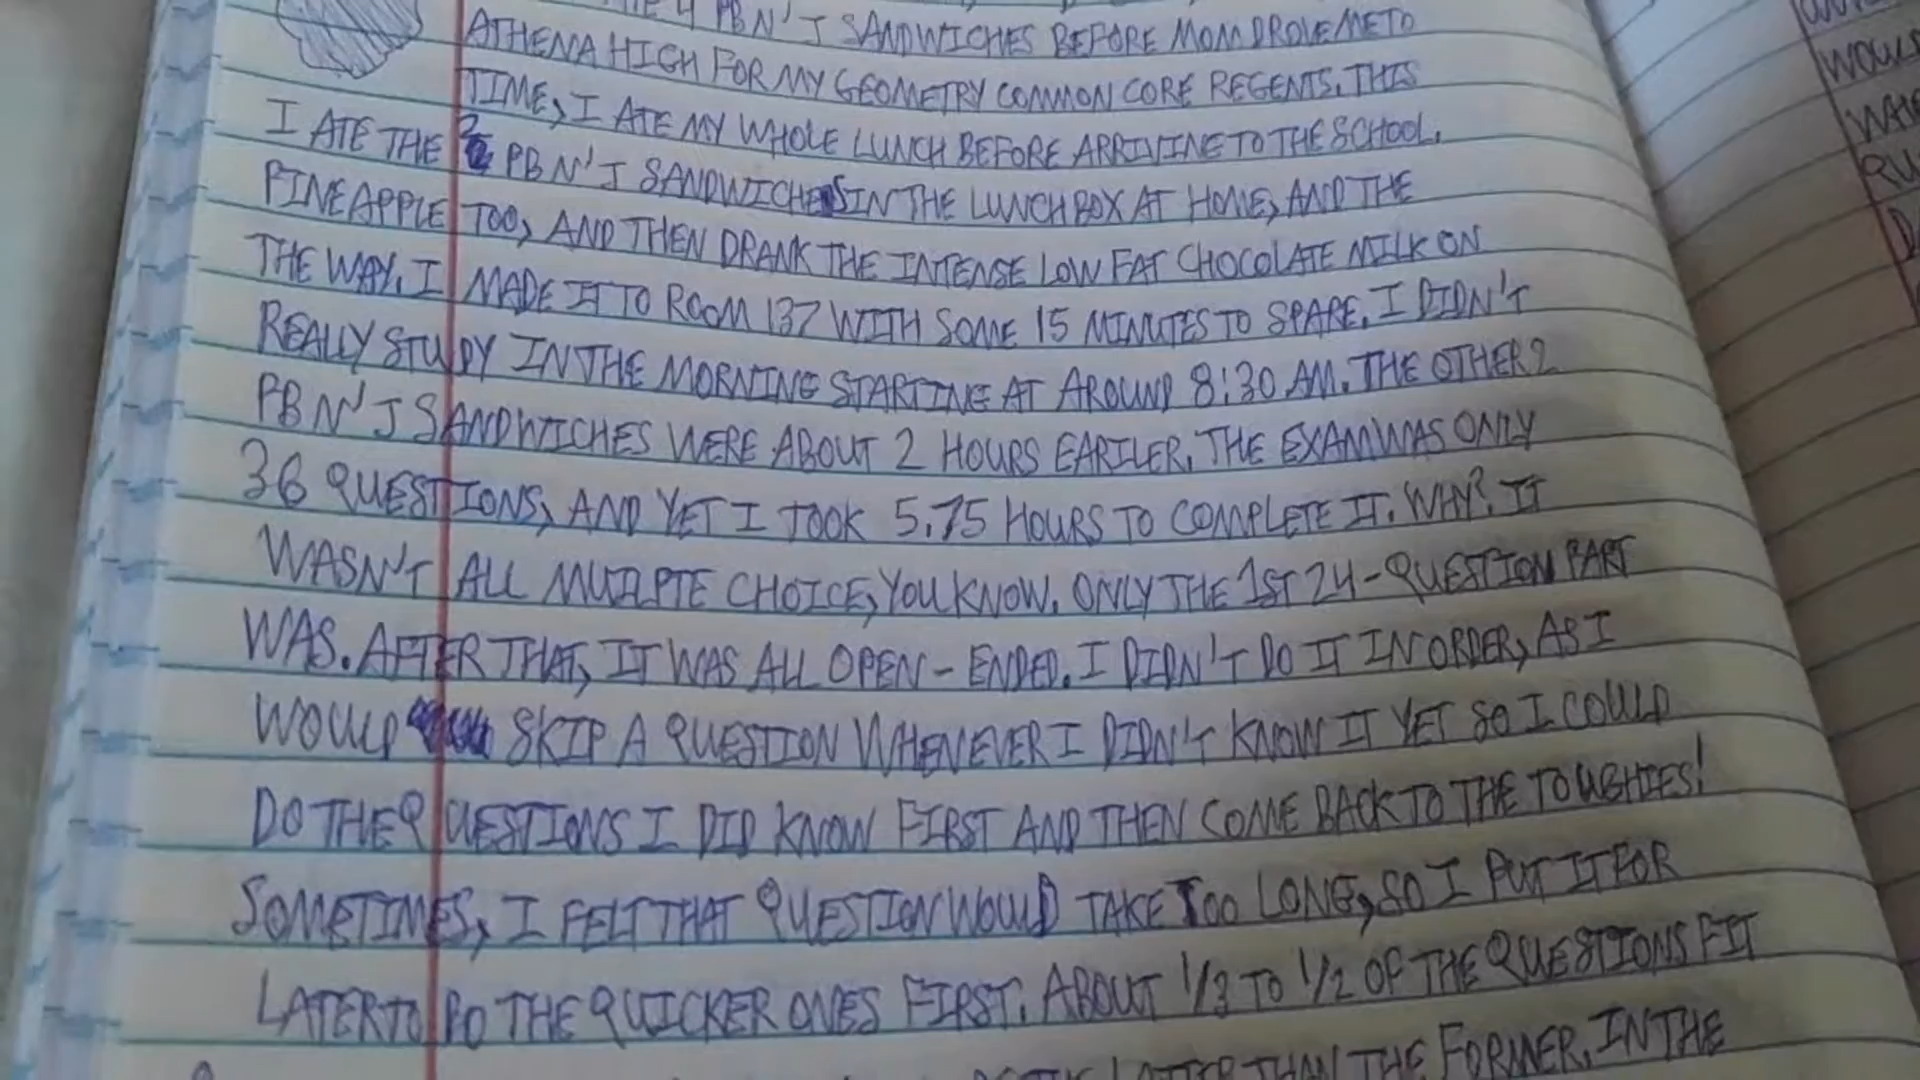 4 PB N' J SANDWICHES BEFORE MOM DROVE ME TO
ATHENA HIGH FOR MY GEOMETRY COMMON CORE REGENTS. THIS
TIME, I ATE MY WHOLE LUNCH BEFORE ARRIVING TO THE SCHOOL.
I ATE THE 2 PB N' J SANDWICHES IN THE LUNCHBOX AT HOME, AND THE
PINEAPPLE TOO, AND THEN DRANK THE INTENSE LOW FAT CHOCOLATE MILK ON
THE WAY. I MADE IT TO ROOM 137 WITH SOME 15 MINUTES TO SPARE. I DIDN'T
REALLY STUDY IN THE MORNING STARTING AT AROUND 8:30 AM. THE OTHER 2
PB N' J SANDWICHES WERE ABOUT 2 HOURS EARILER. THE EXAM WAS ONLY
36 QUESTIONS, AND YET I TOOK 5.75 HOURS TO COMPLETE IT. WHY? IT
WASN'T ALL MUILPTE CHOICE, YOU KNOW. ONLY THE 1ST 24-QUESTION PART
WAS. AFTER THAT, IT WAS ALL OPEN-ENDED. I DIDN'T DO IT IN ORDER, AS I
WOULD SKIP A QUESTION WHENEVER I DIDN'T KNOW IT YET SO I COULD
DO THE QUESTIONS I DID KNOW FIRST AND THEN COME BACK TO THE TOUGHIES!
SOMETIMES, I FELT THAT QUESTION WOULD TAKE TOO LONG, SO I PUT IT FOR
LATER TO DO THE QUICKER ONES FIRST. ABOUT 1/3 TO 1/2 OF THE QUESTIONS FIT
LATTER THAN THE FORMER. IN THE